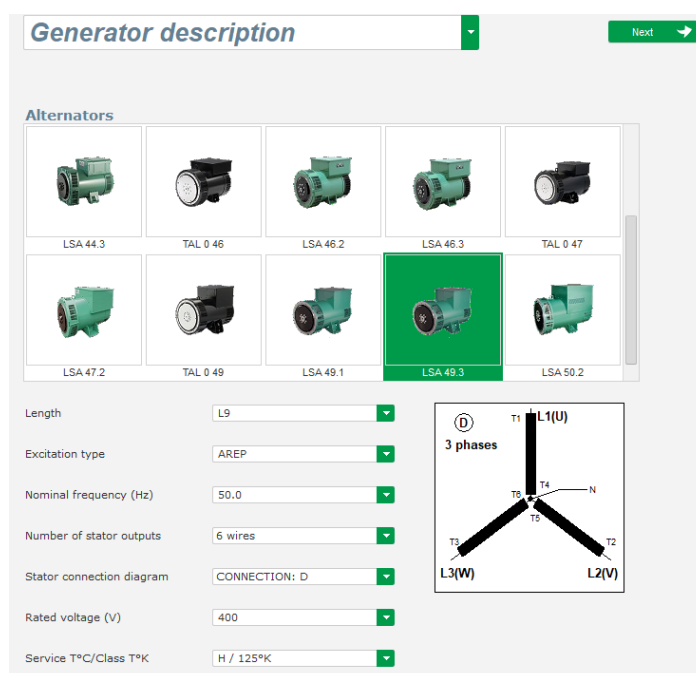 Generator description
Next
Alternators
LSA 44.3 TAL 0 46 LSA 46.2 LSA 46.3 TAL 0 47
LSA 47.2 TAL 0 49 LSA 49.1 LSA 49.3 LSA 50.2
Length L9
Excitation type AREP
Nominal frequency (Hz) 50.0
Number of stator outputs 6 wires
Stator connection diagram CONNECTION: D
Rated voltage (V) 400
Service T°C/Class T°K H / 125°K
D
3 phases
T1 L1(U)
T6 T4 N
T5
T3 T2
L3(W) L2(V)